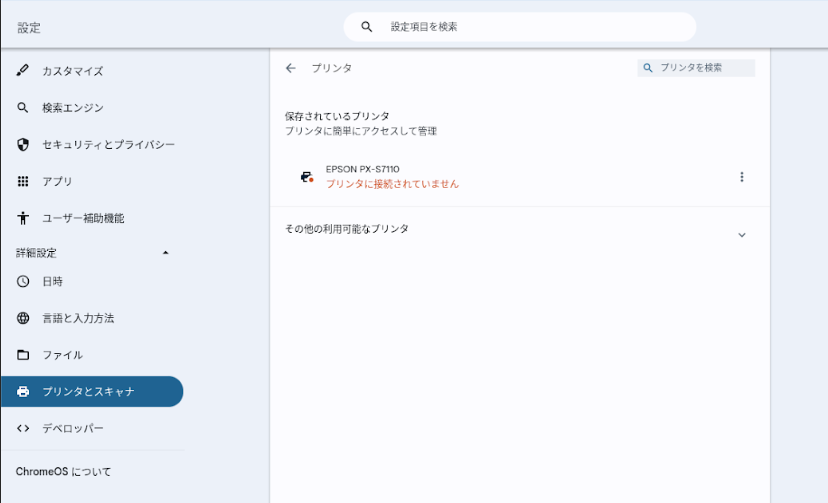 設定
設定項目を検索
カスタマイズ
検索エンジン
セキュリティとプライバシー
アプリ
ユーザー補助機能
詳細設定
日時
言語と入力方法
ファイル
プリンタとスキャナ
デベロッパー
ChromeOS について
プリンタ
プリンタを検索
保存されているプリンタ
プリンタに簡単にアクセスして管理
EPSON PX-S7110
プリンタに接続されていません
その他の利用可能なプリンタ